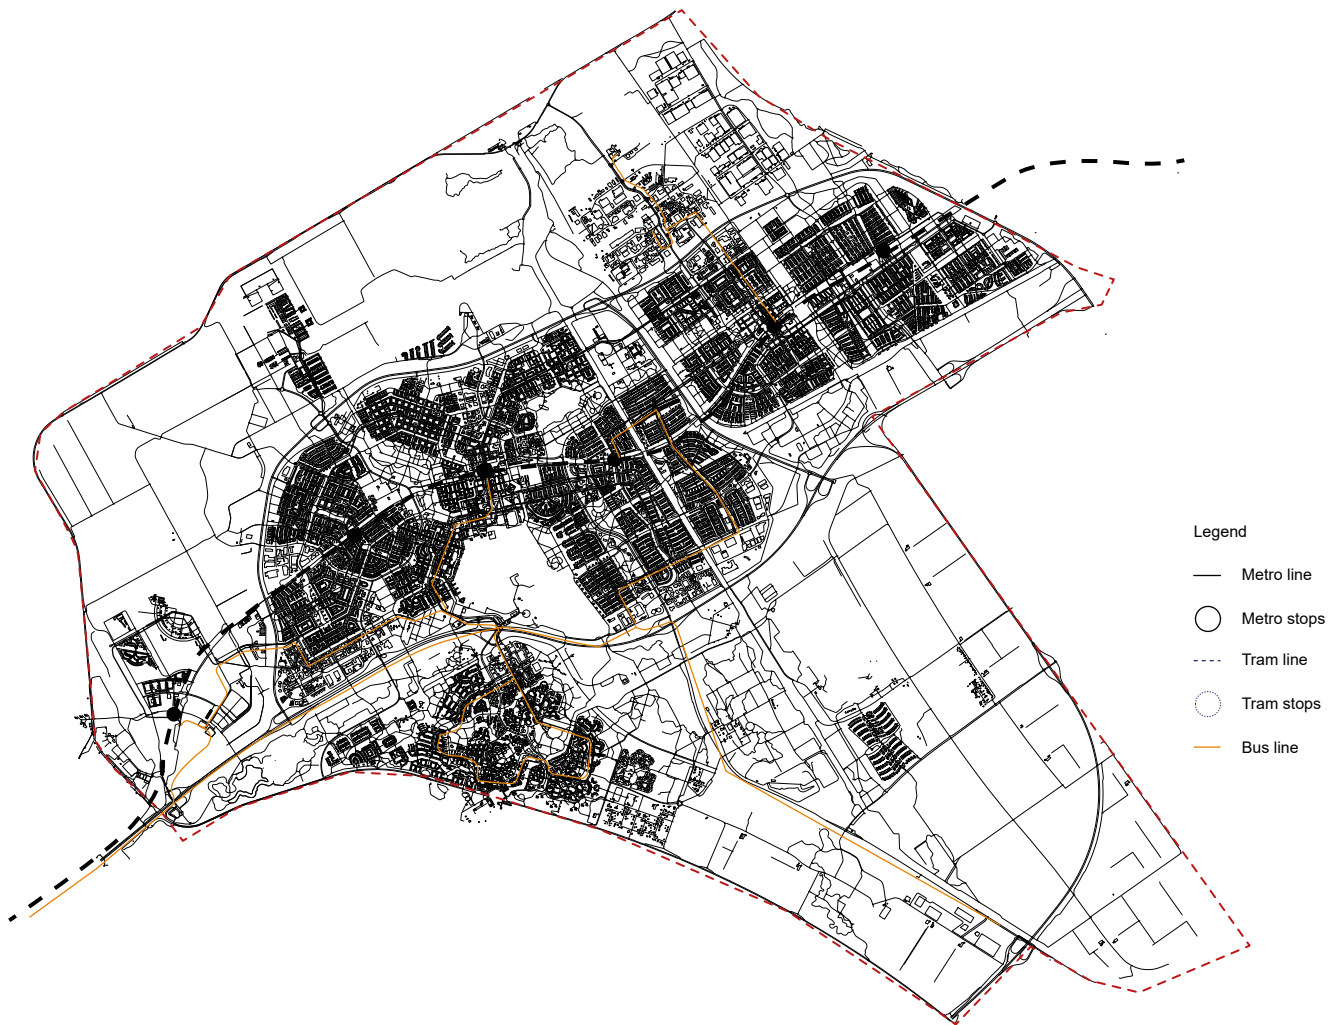 Legend
Metro line
Metro stops
Tram line
Tram stops
Bus line